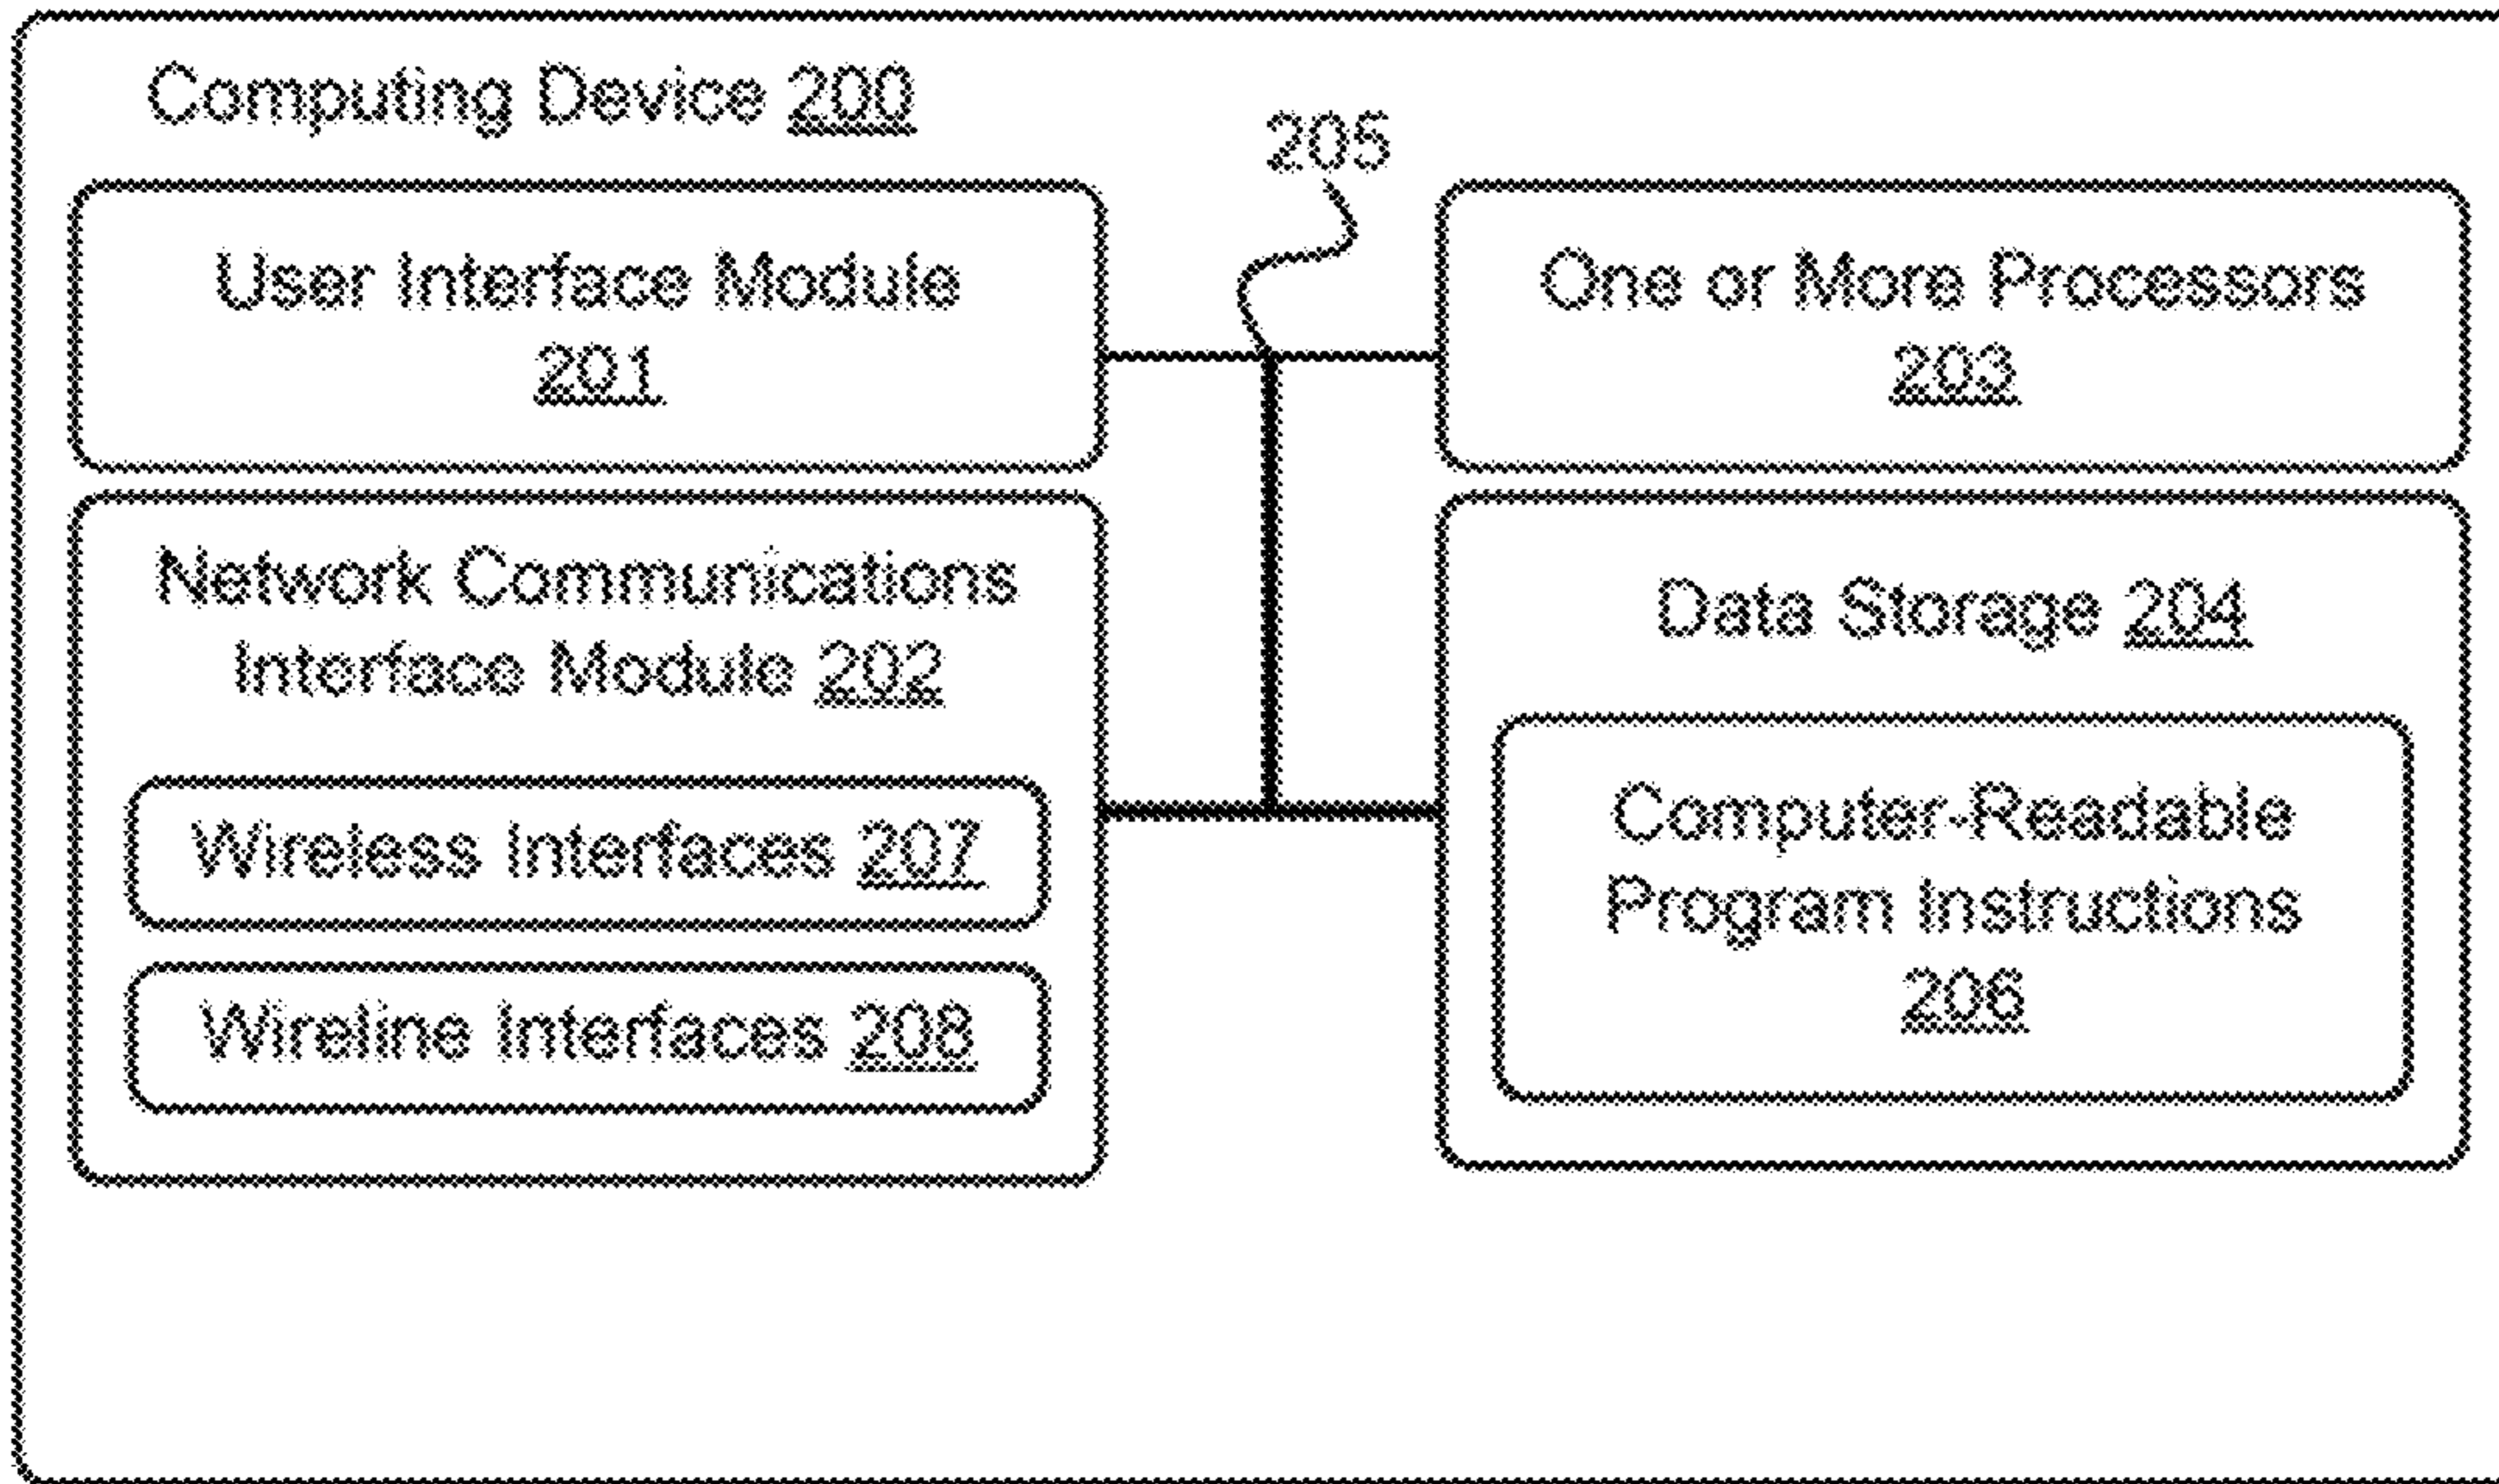 Computing Device 200
205
User Interface Module
201
One or More Processors
203
Network Communications
Interface Module 202
Wireless Interfaces 207
Wireline Interfaces 208
Data Storage 204
Computer-Readable
Program Instructions
206